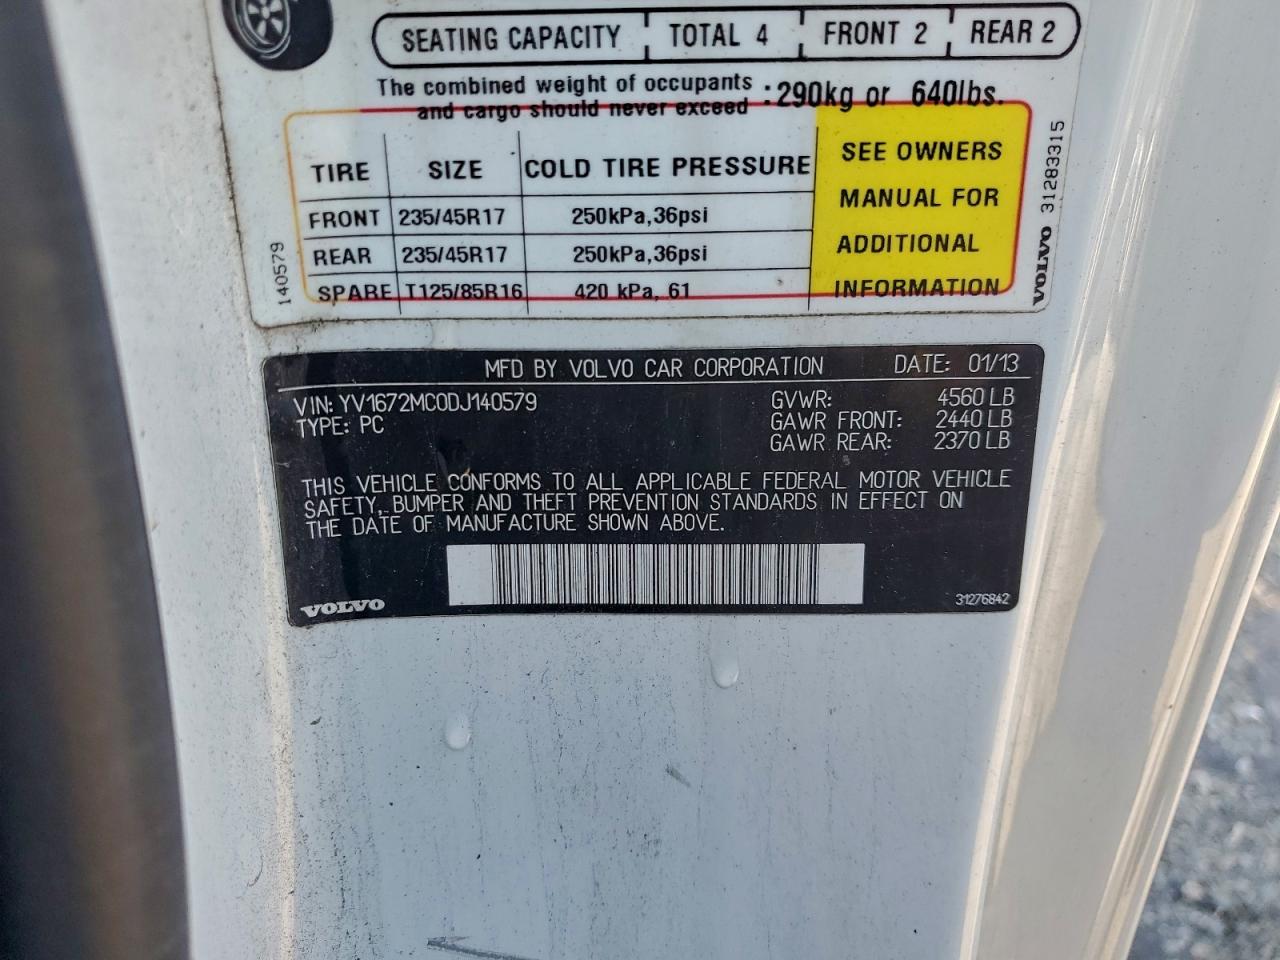 SEATING CAPACITY TOTAL 4 FRONT 2 REAR 2
The combined weight of occupants
and cargo should never exceed : 290kg or 640lbs.
TIRE SIZE COLD TIRE PRESSURE
FRONT 235/45R17 250kPa,36psi
REAR 235/45R17 250kPa,36psi
SPARE T125/85R16 420 kPa, 61
SEE OWNERS
MANUAL FOR
ADDITIONAL
INFORMATION
140579
VOLVO 31283315
MFD BY VOLVO CAR CORPORATION DATE: 01/13
VIN: YV1672MC0DJ140579
TYPE: PC
GVWR: 4560 LB
GAWR FRONT: 2440 LB
GAWR REAR: 2370 LB
THIS VEHICLE CONFORMS TO ALL APPLICABLE FEDERAL MOTOR VEHICLE
SAFETY, BUMPER AND THEFT PREVENTION STANDARDS IN EFFECT ON
THE DATE OF MANUFACTURE SHOWN ABOVE.
VOLVO
31276842